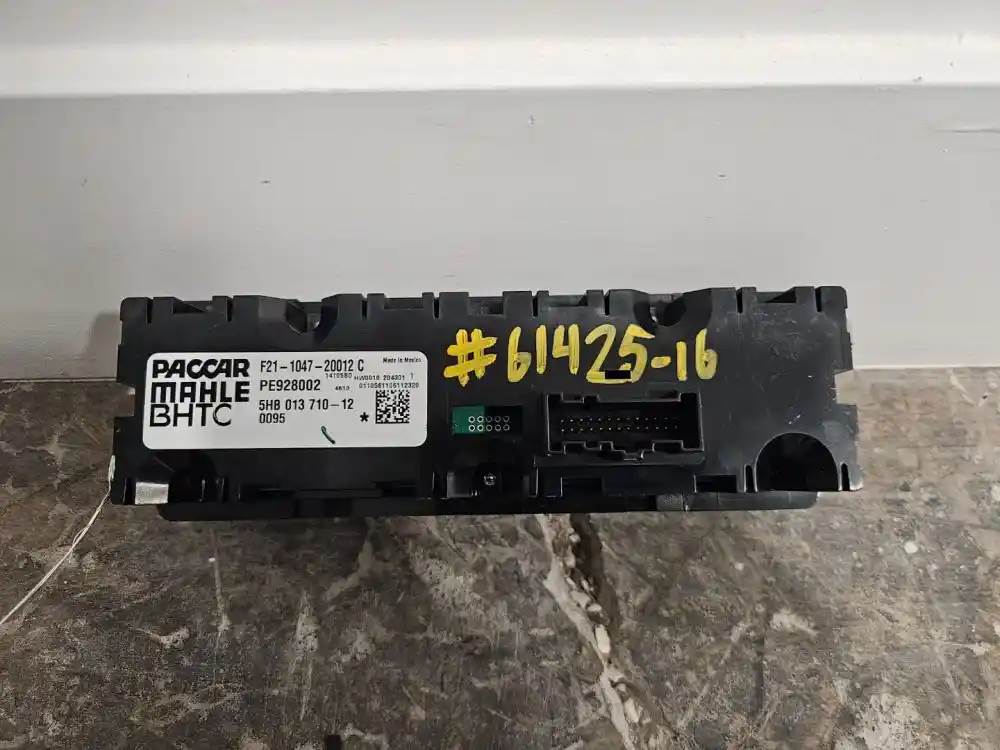 PACCAR
MAHLE
BHTC
F21-1047-20012 C
Made in Mexico
PE928002
5HB 013 710-12
0095
*
#61425-16